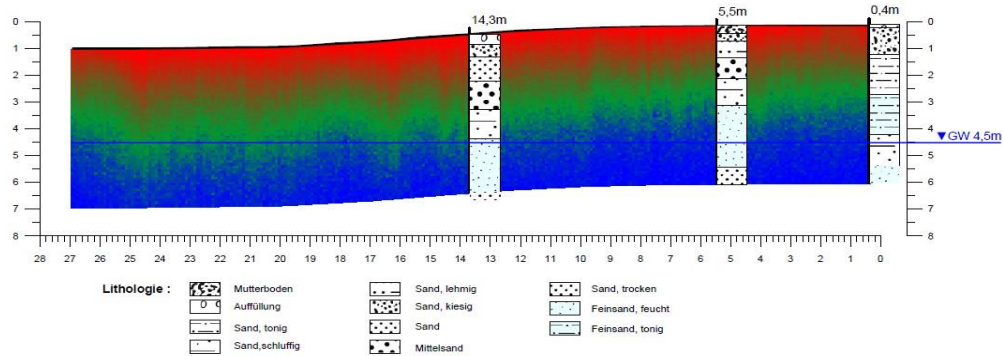 14,3m 5,5m 0,4m
0 0
1 1
2 2
3 3
4 4
▼GW 4,5m
5 5
6 6
7 7
8 8
28 27 26 25 24 23 22 21 20 19 18 17 16 15 14 13 12 11 10 9 8 7 6 5 4 3 2 1 0
Lithologie : Mutterboden Sand, lehmig Sand, trocken
Auffüllung Sand, kiesig Feinsand, feucht
Sand, tonig Sand Feinsand, tonig
Sand,schluffig Mittelsand